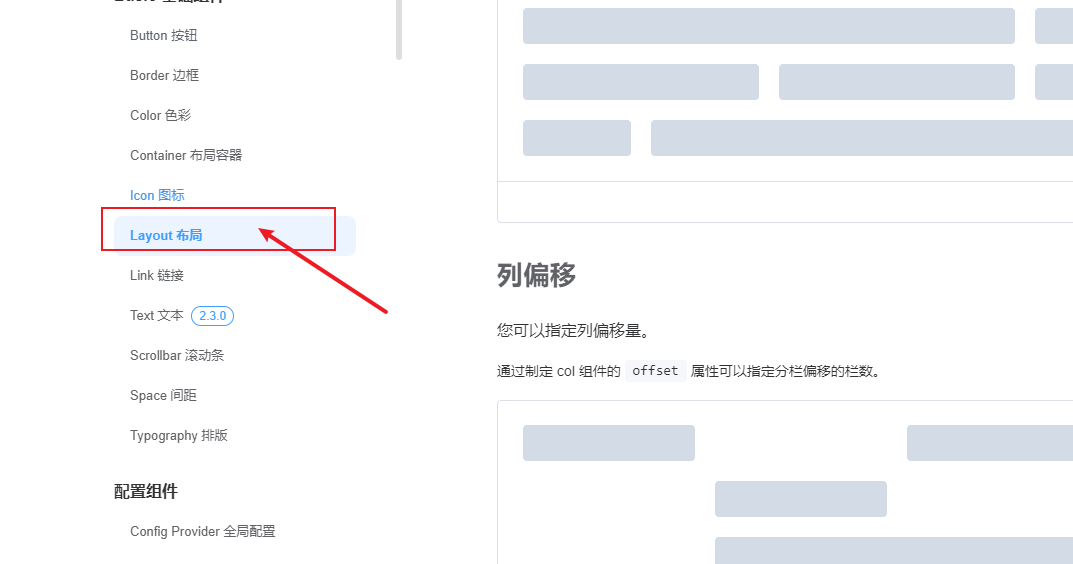 Button 按钮
Border 边框
Color 色彩
Container 布局容器
Icon 图标
Layout 布局
Link 链接
Text 文本 2.3.0
Scrollbar 滚动条
Space 间距
Typography 排版
配置组件
Config Provider 全局配置
列偏移
您可以指定列偏移量。
通过制定 col 组件的 offset 属性可以指定分栏偏移的栏数。